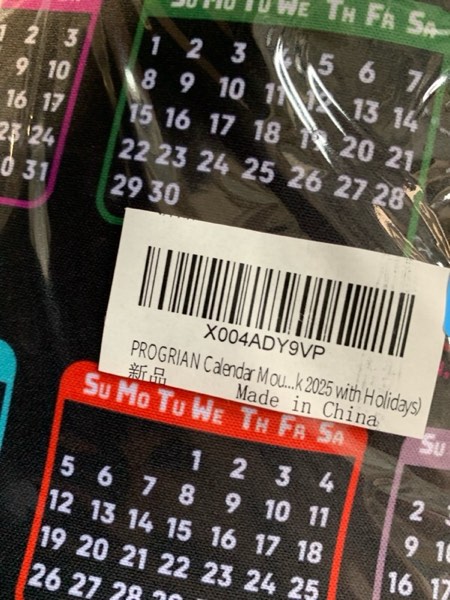 1 2 3
9 10
16 17
23 24
0 31
Su Mo Tu We Th Fr Sa
1 2 3 4 5 6 7
8 9 10 11 12 13 14
15 16 17 18 19 20 21
22 23 24 25 26 27 28
29 30
X004ADY9VP
PROGRIAN Calendar Mou...k 2025 with Holidays)
新品
Made in China
Su Mo Tu We Th Fr Sa
1 2 3 4
5 6 7 8 9 10 11
12 13 14 15 16 17 18
19 20 21 22 23 24 25
26 27 28 29
Su
2
9 10
16 17